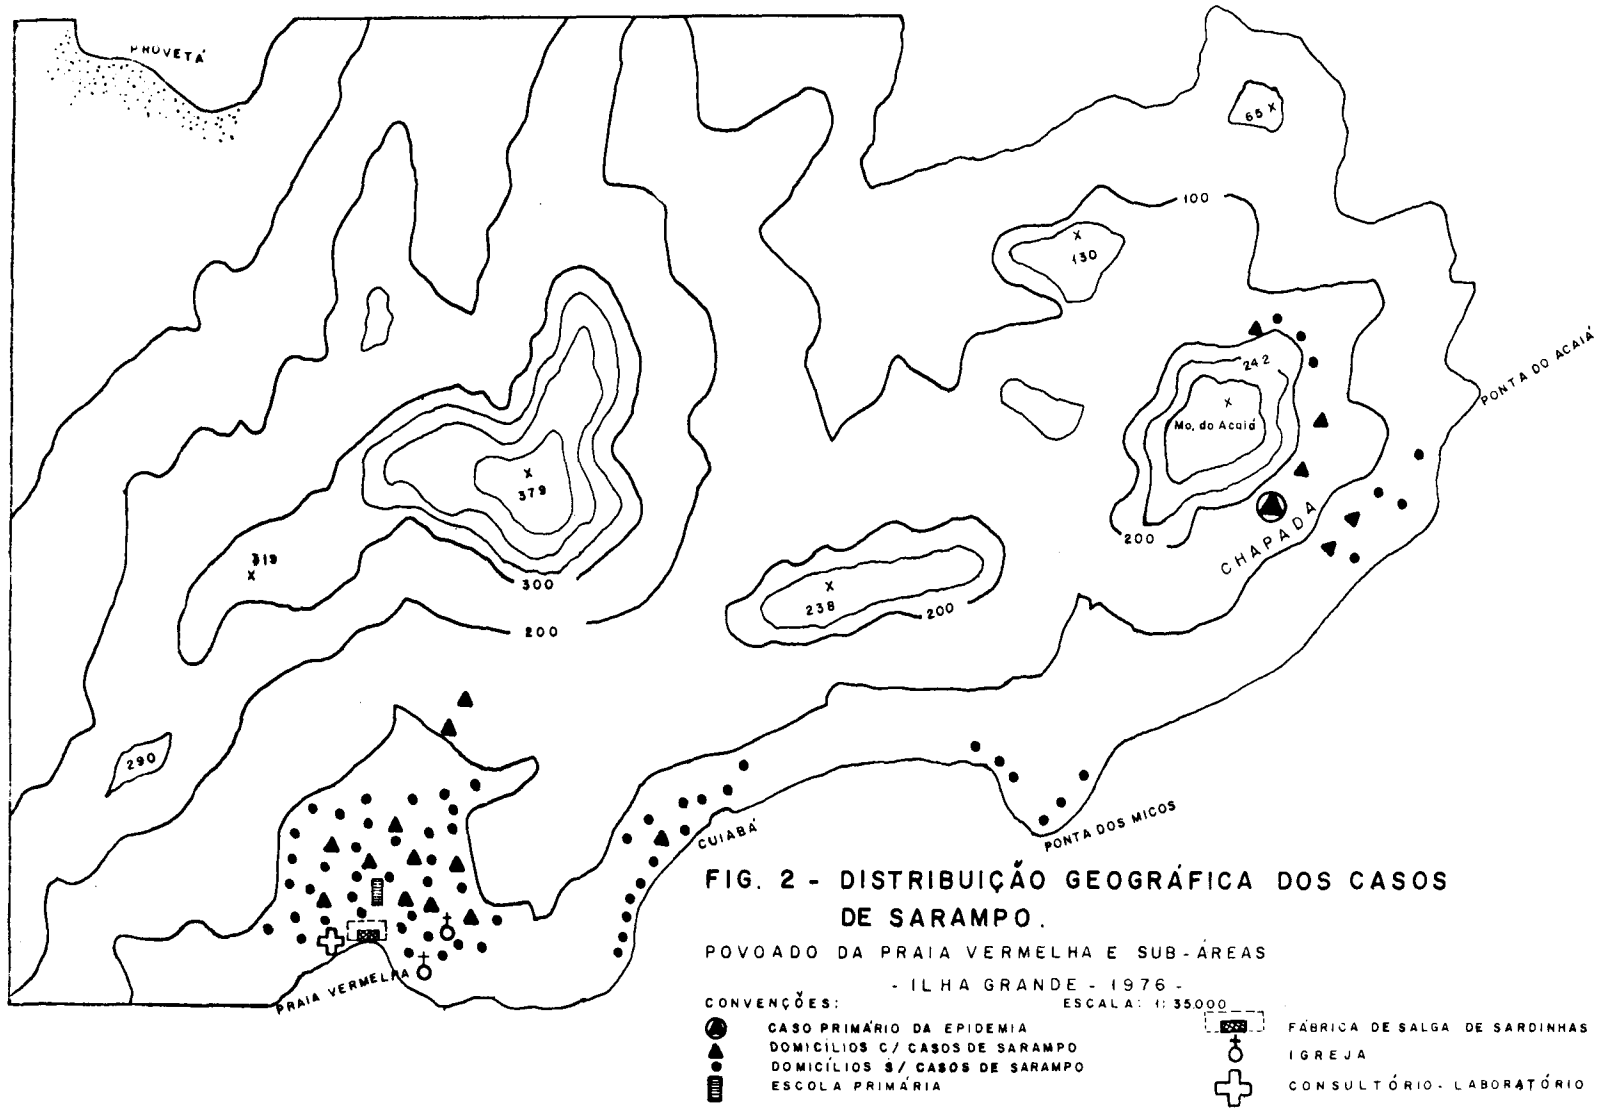 PROVETÁ
65
100
130
242
PONTA DO ACAIÁ
Mo. do Acaiá
379
319
CHAPADA
200
300
238
200
200
290
CUIABÁ
PONTA DOS MICOS
PRAIA VERMELHA
FIG. 2 - DISTRIBUIÇÃO GEOGRÁFICA DOS CASOS
DE SARAMPO.
POVOADO DA PRAIA VERMELHA E SUB-ÁREAS
- ILHA GRANDE - 1976 -
CONVENÇÕES:
ESCALA: 1:35.000
CASO PRIMÁRIO DA EPIDEMIA
DOMICÍLIOS C/ CASOS DE SARAMPO
DOMICÍLIOS S/ CASOS DE SARAMPO
ESCOLA PRIMÁRIA
FÁBRICA DE SALGA DE SARDINHAS
IGREJA
CONSULTÓRIO-LABORATÓRIO